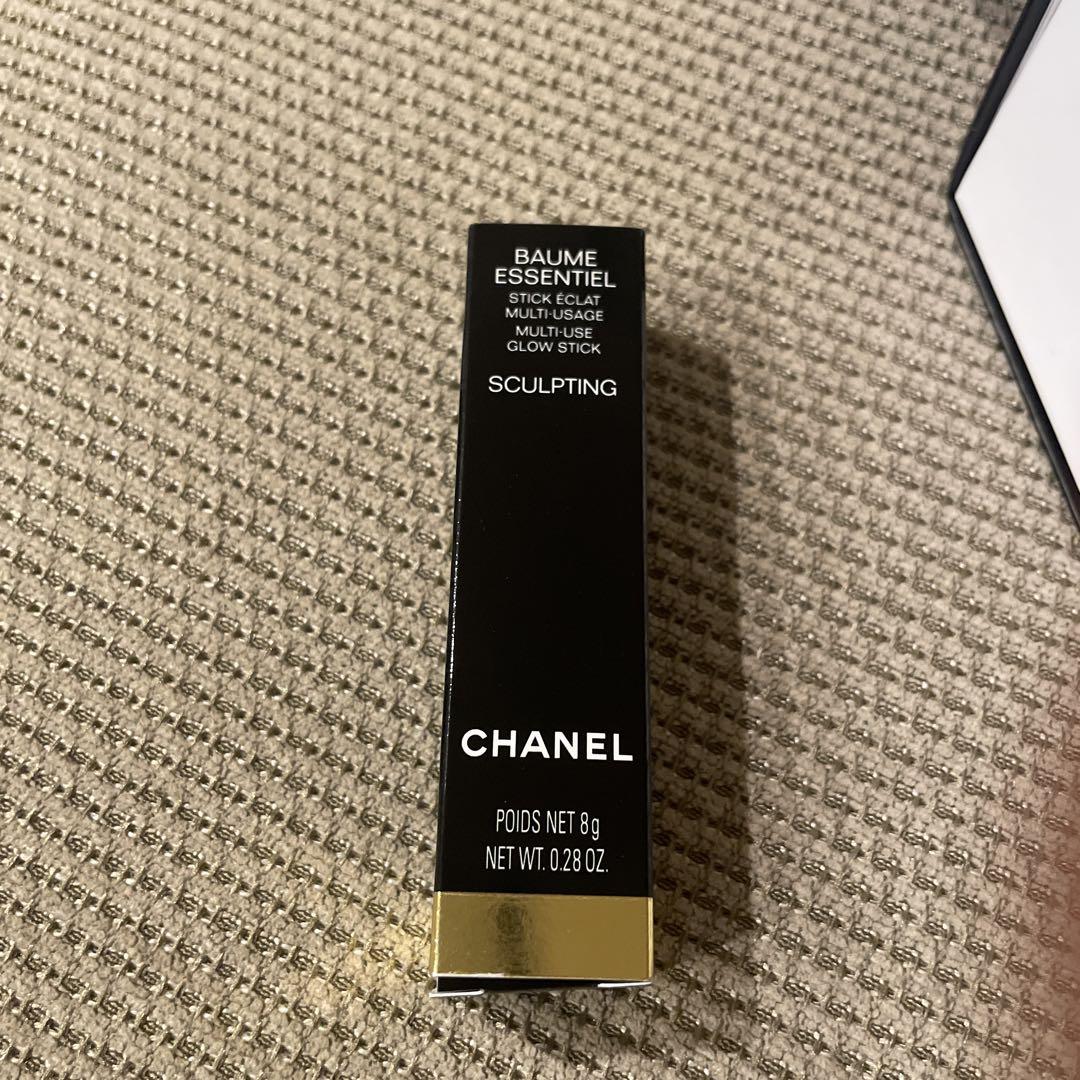 BAUME
ESSENTIEL
STICK ÉCLAT
MULTI-USAGE
MULTI-USE
GLOW STICK
SCULPTING
CHANEL
POIDS NET 8g
NET WT. 0.28 OZ.